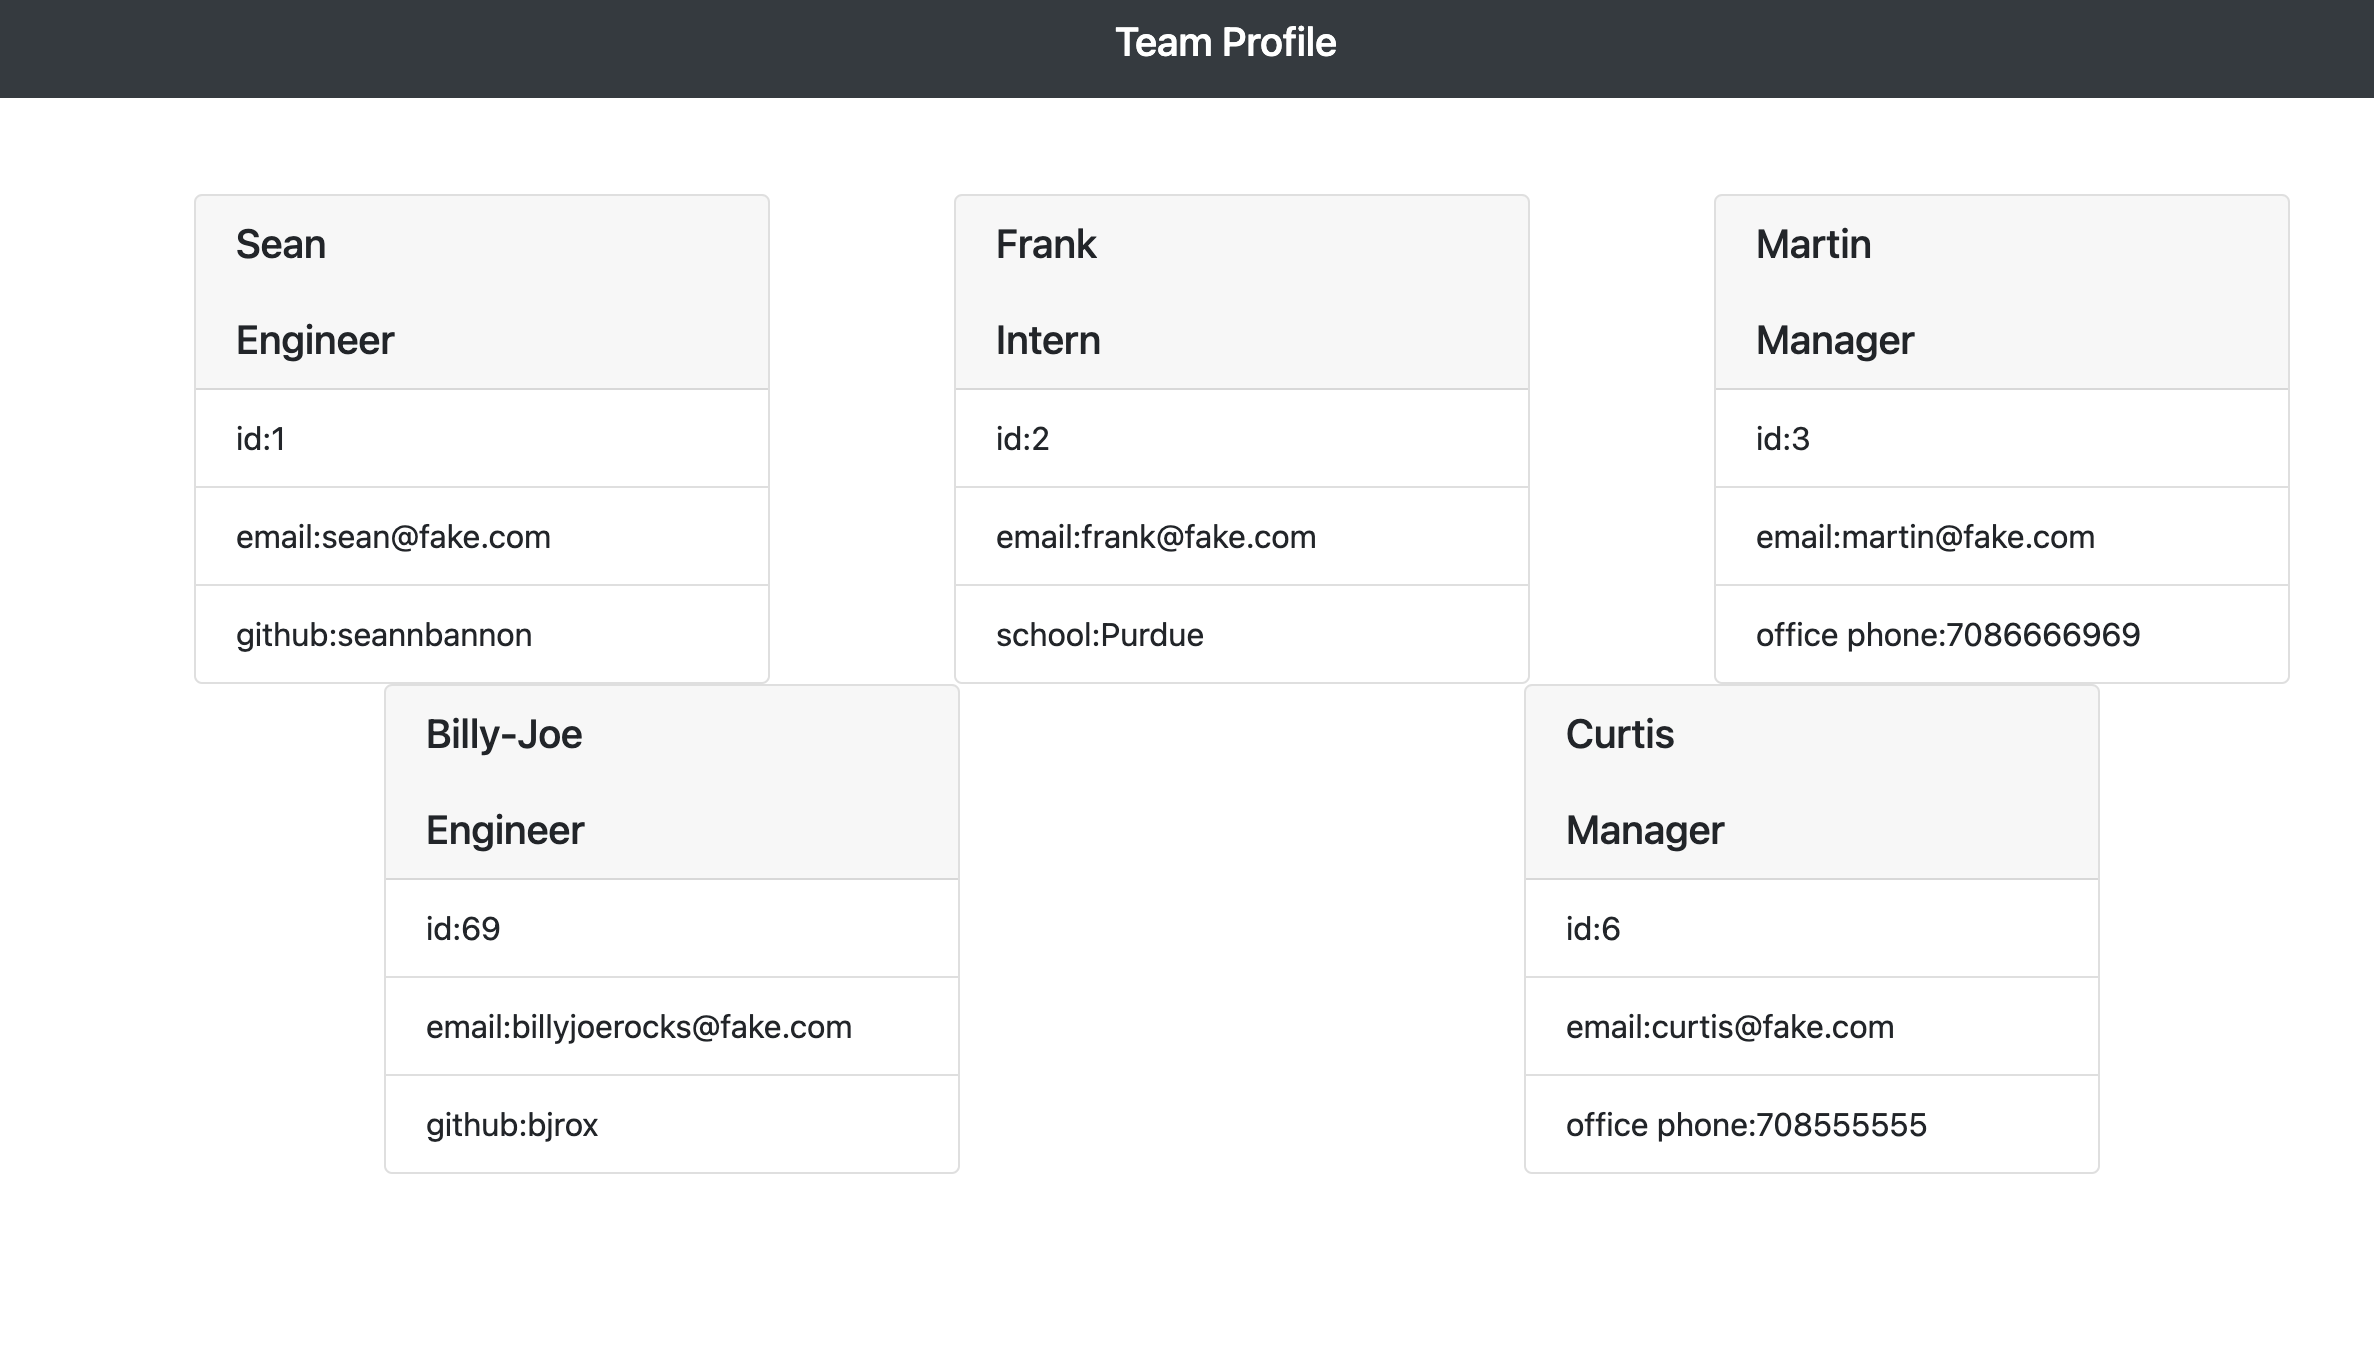 Team Profile
Sean
Engineer
id:1
email:sean@fake.com
github:seannbannon
Frank
Intern
id:2
email:frank@fake.com
school:Purdue
Martin
Manager
id:3
email:martin@fake.com
office phone:7086666969
Billy-Joe
Engineer
id:69
email:billyjoerocks@fake.com
github:bjrox
Curtis
Manager
id:6
email:curtis@fake.com
office phone:708555555